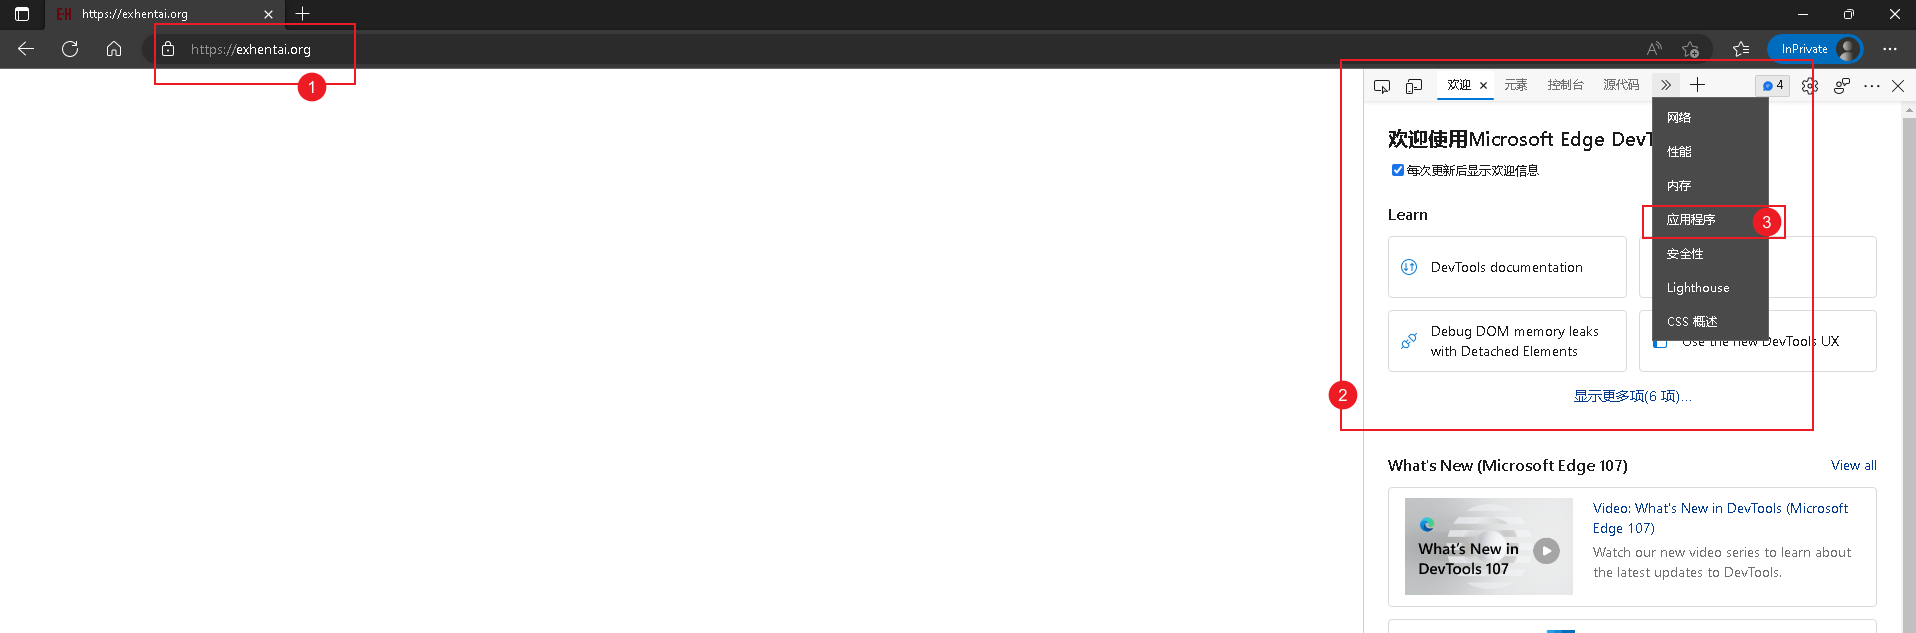 https://exhentai.org
https://exhentai.org
InPrivate
1
欢迎
元素
控制台
源代码
4
网络
性能
内存
应用程序
安全性
Lighthouse
CSS 概述
3
欢迎使用Microsoft Edge DevT
每次更新后显示欢迎信息
Learn
DevTools documentation
Debug DOM memory leaks
with Detached Elements
Use the new DevTools UX
2
显示更多项(6 项)...
What's New (Microsoft Edge 107)
View all
What's New in
DevTools 107
Video: What's New in DevTools (Microsoft
Edge 107)
Watch our new video series to learn about
the latest updates to DevTools.